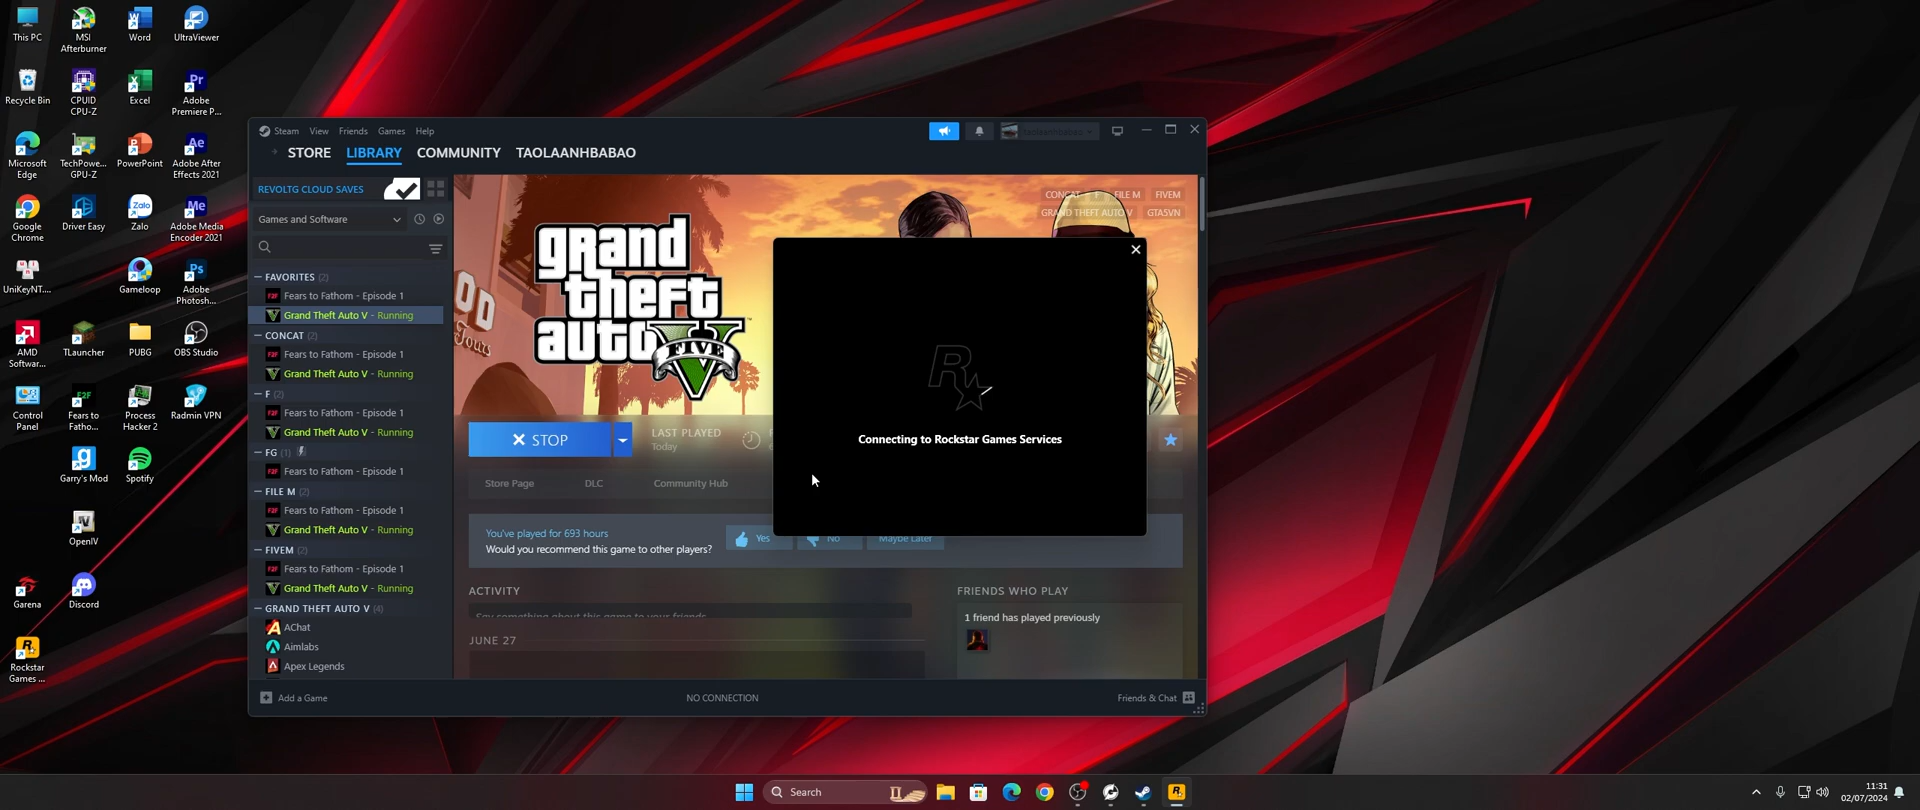 This PC
MSI
Afterburner
Word
UltraViewer
Recycle Bin
CPUID
CPU-Z
Excel
Adobe
Premiere P...
Microsoft
Edge
TechPowe...
GPU-Z
PowerPoint
Adobe After
Effects 2021
Google
Chrome
Driver Easy
Zalo
Adobe Media
Encoder 2021
UniKeyNT....
Gameloop
Adobe
Photosh...
AMD
Softwar...
TLauncher
PUBG
OBS Studio
Control
Panel
Fears to
Fatho...
Process
Hacker 2
Radmin VPN
Garry's Mod
Spotify
OpenIV
Garena
Discord
Rockstar
Games ...
Steam View Friends Games Help
taolaanhbabao
STORE LIBRARY COMMUNITY TAOLAANHBABAO
REVOLTG CLOUD SAVES
Games and Software
FAVORITES (2)
Fears to Fathom - Episode 1
Grand Theft Auto V - Running
CONCAT (2)
Fears to Fathom - Episode 1
Grand Theft Auto V - Running
F (2)
Fears to Fathom - Episode 1
Grand Theft Auto V - Running
FG (1)
Fears to Fathom - Episode 1
FILE M (2)
Fears to Fathom - Episode 1
Grand Theft Auto V - Running
FIVEM (2)
Fears to Fathom - Episode 1
Grand Theft Auto V - Running
GRAND THEFT AUTO V (4)
AChat
Aimlabs
Apex Legends
CONCAT F FILE M FIVEM
GRAND THEFT AUTO V GTA5VN
grand
theft
auto V
FIVE
STOP
LAST PLAYED
Today
Store Page DLC Community Hub
You've played for 693 hours
Would you recommend this game to other players?
Yes No Maybe Later
Connecting to Rockstar Games Services
ACTIVITY
Say something about this game to your friends...
JUNE 27
FRIENDS WHO PLAY
1 friend has played previously
Add a Game
NO CONNECTION
Friends & Chat
Search
11:31
02/07/2024